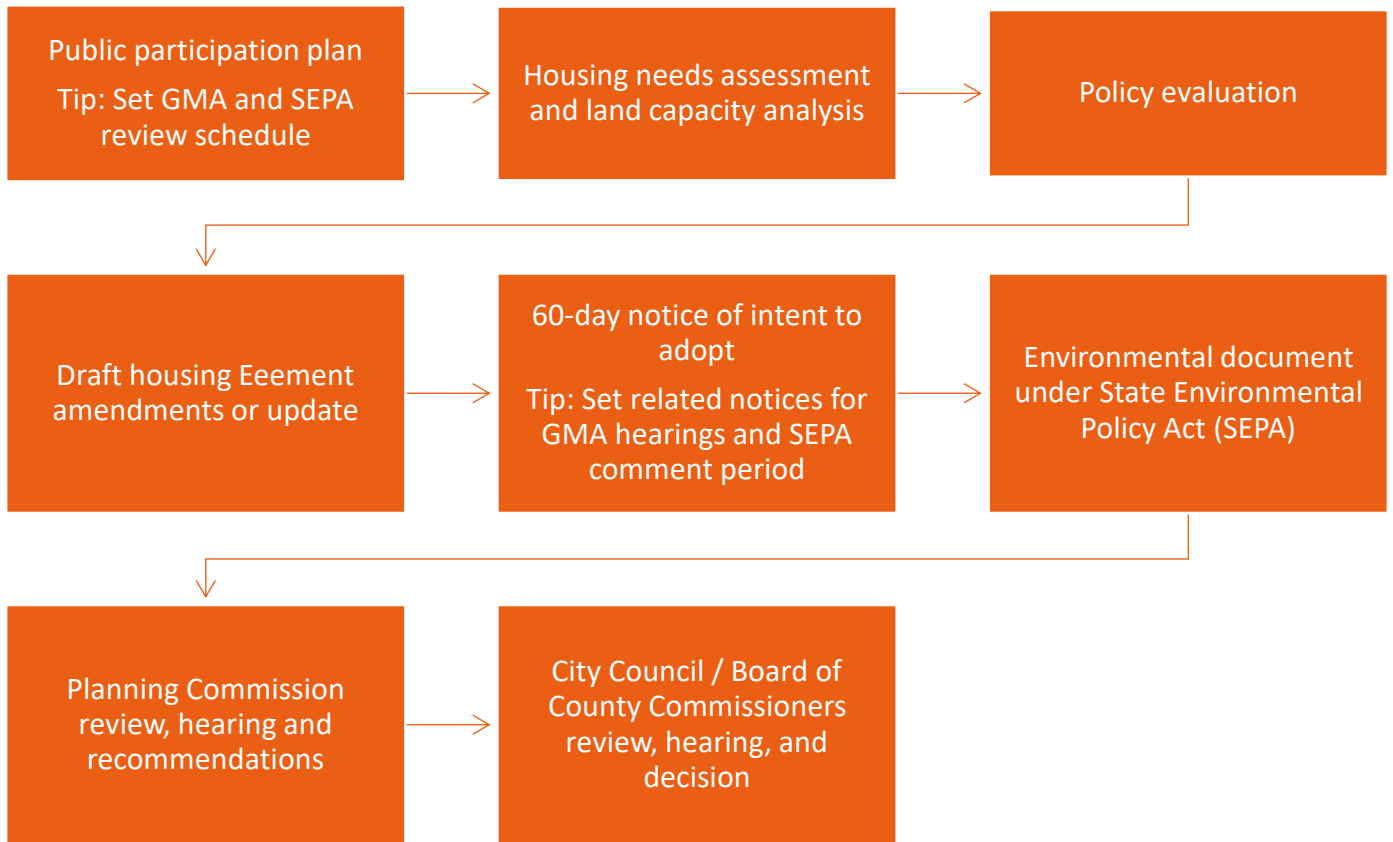 Public participation plan
Tip: Set GMA and SEPA
review schedule
Housing needs assessment
and land capacity analysis
Policy evaluation
Draft housing Eeement
amendments or update
60-day notice of intent to
adopt
Tip: Set related notices for
GMA hearings and SEPA
comment period
Environmental document
under State Environmental
Policy Act (SEPA)
Planning Commission
review, hearing and
recommendations
City Council / Board of
County Commissioners
review, hearing, and
decision